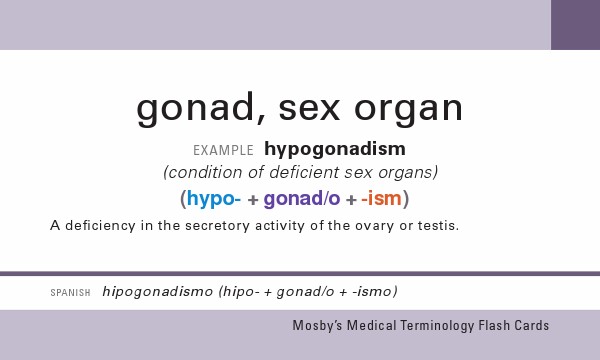 gonad, sex organ
EXAMPLE hypogonadism
(condition of deficient sex organs)
(hypo- + gonad/o + -ism)
A deficiency in the secretory activity of the ovary or testis.
SPANISH hipogonadismo (hipo- + gonad/o + -ismo)
Mosby's Medical Terminology Flash Cards